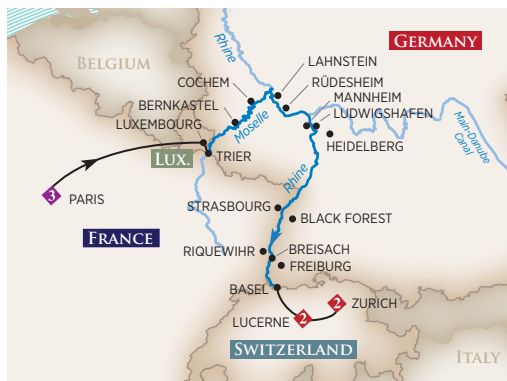 GERMANY
Rhine
BELGIUM
LAHNSTEIN
COCHEM
RÜDESHEIM
BERNKASTEL
MANNHEIM
LUXEMBOURG
Moselle
LUDWIGSHAFEN
Main-Danube
Canal
HEIDELBERG
LUX.
TRIER
Rhine
3
PARIS
STRASBOURG
BLACK FOREST
FRANCE
RIQUEWIHR
BREISACH
FREIBURG
BASEL
2
ZURICH
LUCERNE
2
SWITZERLAND
ITALY